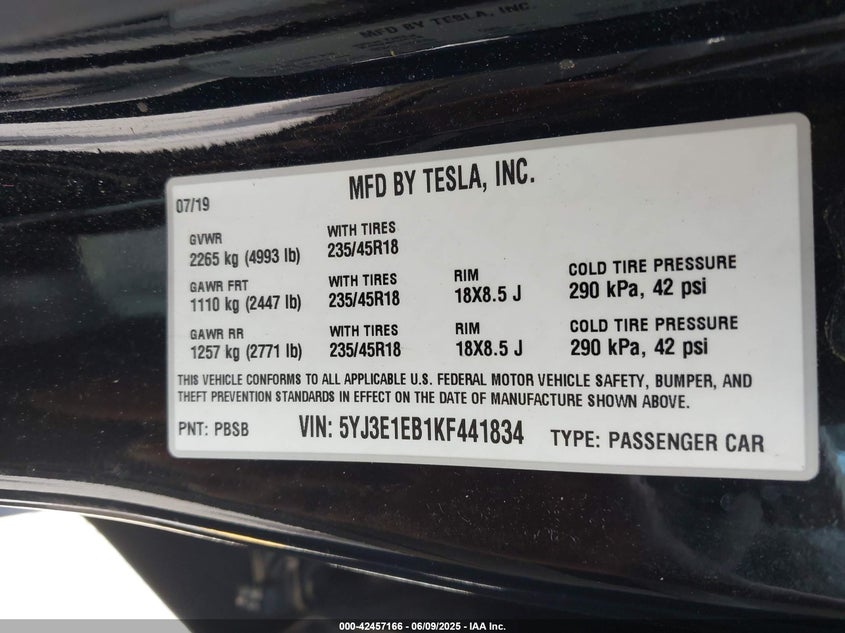 MFD BY TESLA, INC.
MFD BY TESLA, INC.
07/19
GVWR
2265 kg (4993 lb)
WITH TIRES
235/45R18
GAWR FRT
1110 kg (2447 lb)
WITH TIRES
235/45R18
RIM
18X8.5 J
COLD TIRE PRESSURE
290 kPa, 42 psi
GAWR RR
1257 kg (2771 lb)
WITH TIRES
235/45R18
RIM
18X8.5 J
COLD TIRE PRESSURE
290 kPa, 42 psi
THIS VEHICLE CONFORMS TO ALL APPLICABLE U.S. FEDERAL MOTOR VEHICLE SAFETY, BUMPER, AND
THEFT PREVENTION STANDARDS IN EFFECT ON THE DATE OF MANUFACTURE SHOWN ABOVE.
PNT: PBSB
VIN: 5YJ3E1EB1KF441834
TYPE: PASSENGER CAR
000-42457166 - 06/09/2025 - IAA Inc.